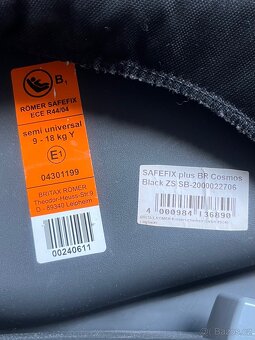 B1
RÖMER SAFEFIX
ECE R44/04
semi universal
9 - 18 kg Y
E1
04301199
BRITAX RÖMER
Theodor-Heuss-Str. 9
D - 89340 Leipheim
00240611
SAFEFIX plus BR Cosmos
Black ZS SB-2000022706
4 000984 136890